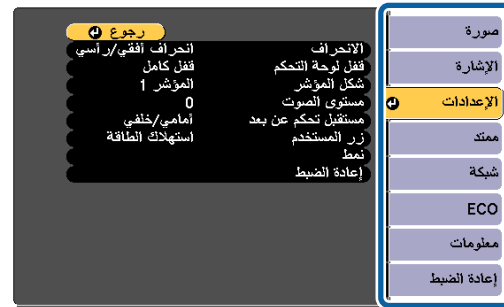 صورة
الإشارة
الإعدادات
ممتد
شبكة
ECO
معلومات
إعادة الضبط
رجوع
الانحراف انحراف أفقي/رأسي
قفل لوحة التحكم قفل كامل
شكل المؤشر المؤشر 1
مستوى الصوت 0
مستقبل تحكم عن بعد أمامي/خلفي
زر المستخدم استهلاك الطاقة
نمط
إعادة الضبط